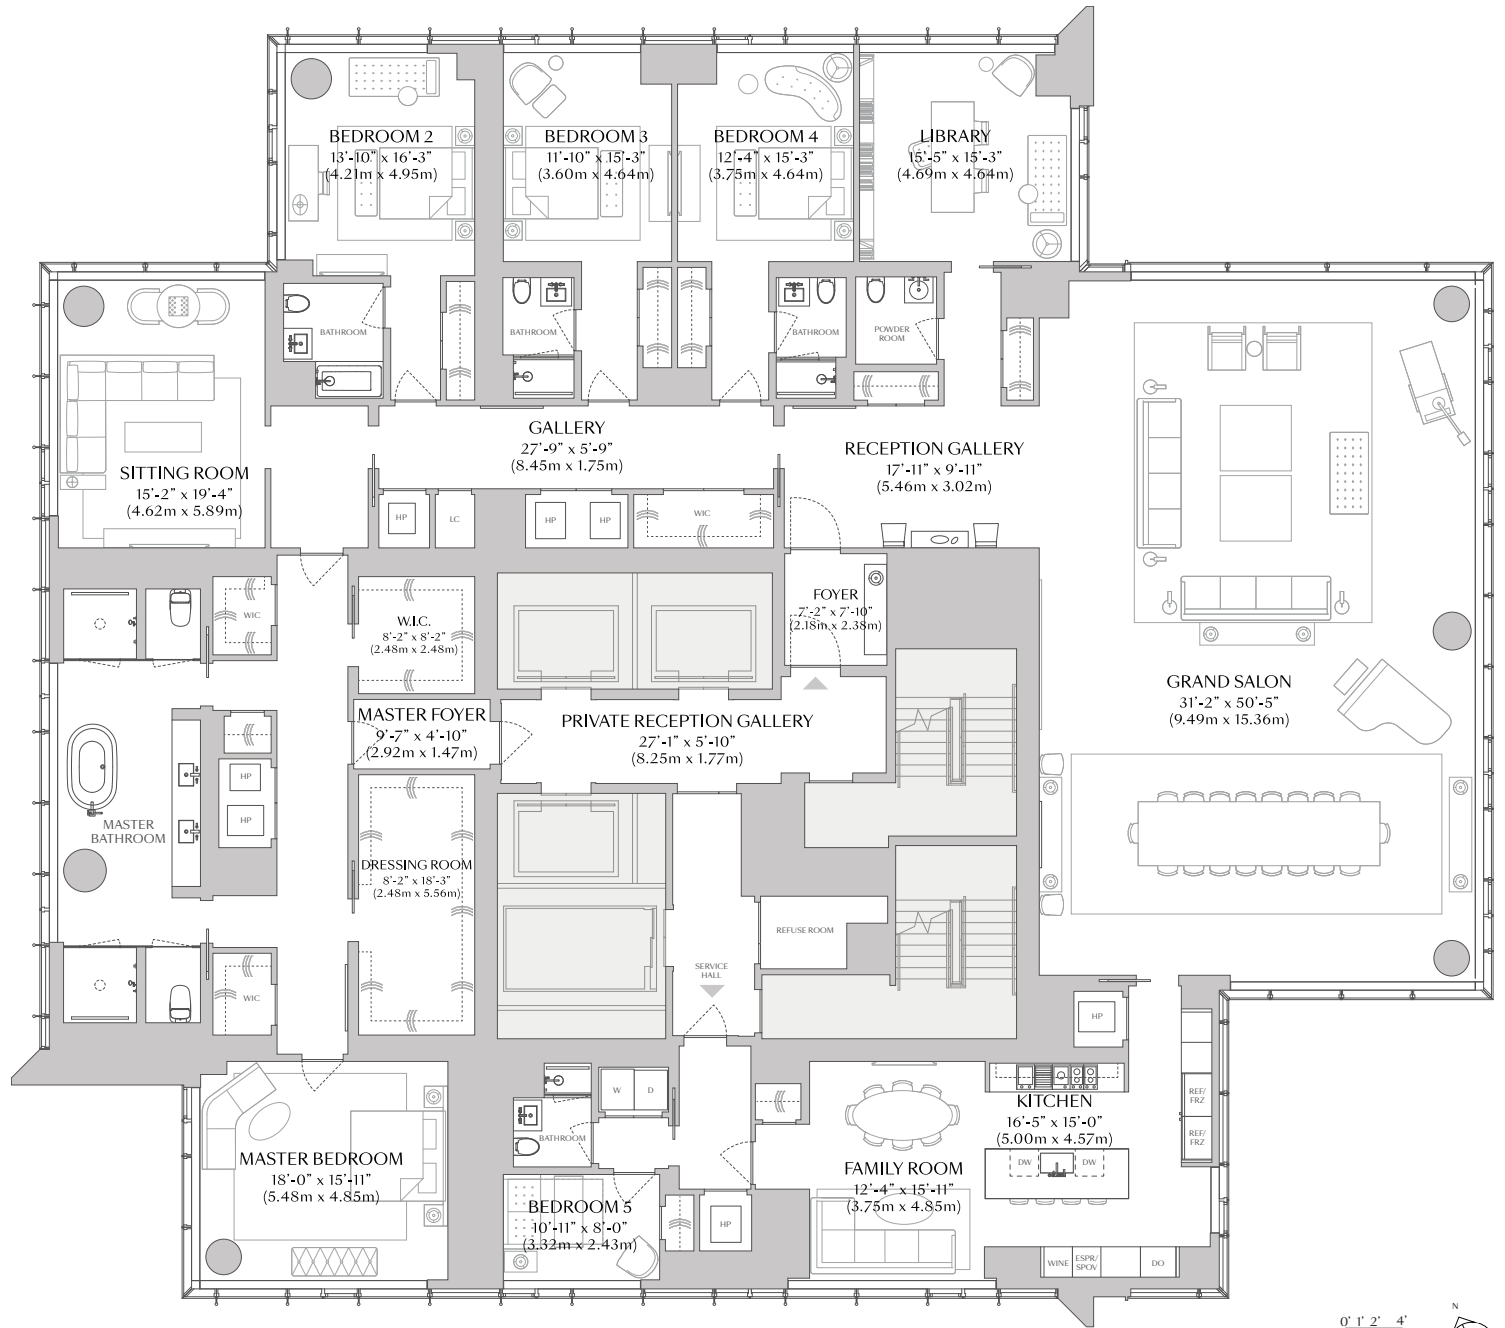 BEDROOM 2
13'-10" x 16'-3"
(4.21m x 4.95m)
BEDROOM 3
11'-10" x 15'-3"
(3.60m x 4.64m)
BEDROOM 4
12'-4" x 15'-3"
(3.75m x 4.64m)
LIBRARY
15'-5" x 15'-3"
(4.69m x 4.64m)
BATHROOM
BATHROOM
BATHROOM
POWDER
ROOM
SITTING ROOM
15'-2" x 19'-4"
(4.62m x 5.89m)
GALLERY
27'-9" x 5'-9"
(8.45m x 1.75m)
RECEPTION GALLERY
17'-11" x 9'-11"
(5.46m x 3.02m)
HP
LC
HP
HP
WIC
WIC
W.I.C.
8'-2" x 8'-2"
(2.48m x 2.48m)
FOYER
7'-2" x 7'-10"
(2.18m x 2.38m)
GRAND SALON
31'-2" x 50'-5"
(9.49m x 15.36m)
MASTER FOYER
9'-7" x 4'-10"
(2.92m x 1.47m)
PRIVATE RECEPTION GALLERY
27'-1" x 5'-10"
(8.25m x 1.77m)
HP
HP
MASTER
BATHROOM
DRESSING ROOM
8'-2" x 18'-3"
(2.48m x 5.56m)
REFUSE ROOM
SERVICE
HALL
WIC
HP
W
D
BATHROOM
KITCHEN
16'-5" x 15'-0"
(5.00m x 4.57m)
REF/
FRZ
REF/
FRZ
DW
DW
MASTER BEDROOM
18'-0" x 15'-11"
(5.48m x 4.85m)
FAMILY ROOM
12'-4" x 15'-11"
(3.75m x 4.85m)
BEDROOM 5
10'-11" x 8'-0"
(3.32m x 2.43m)
HP
WINE
ESPR/
SPOV
DO
0' 1' 2' 4'
N